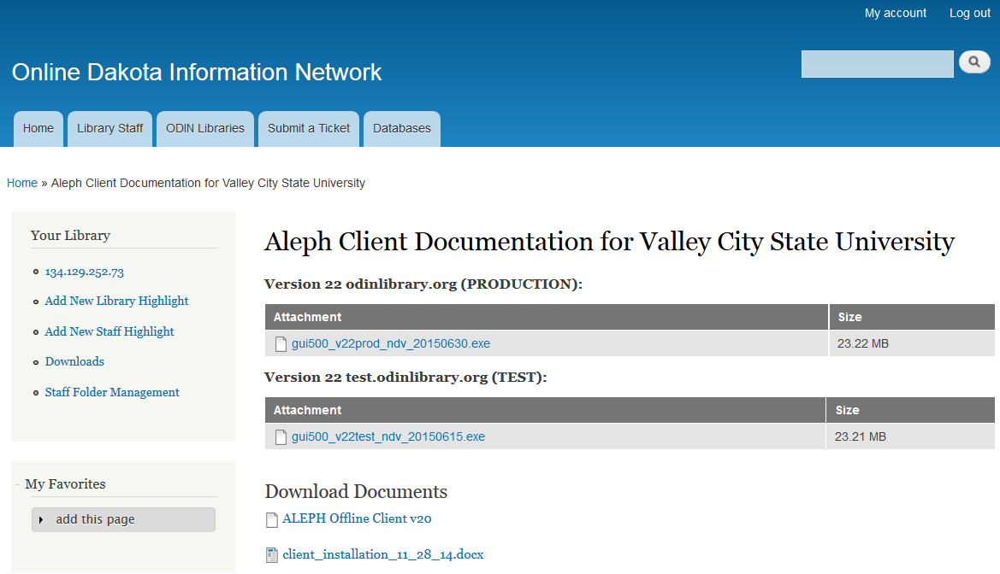 My account Log out
Online Dakota Information Network
Home Library Staff ODIN Libraries Submit a Ticket Databases
Home » Aleph Client Documentation for Valley City State University
Your Library
134.129.252.73
Add New Library Highlight
Add New Staff Highlight
Downloads
Staff Folder Management
My Favorites
add this page
Aleph Client Documentation for Valley City State University
Version 22 odinlibrary.org (PRODUCTION):
Attachment Size
gui500_v22prod_ndv_20150630.exe 23.22 MB
Version 22 test.odinlibrary.org (TEST):
Attachment Size
gui500_v22test_ndv_20150615.exe 23.21 MB
Download Documents
ALEPH Offline Client v20
client_installation_11_28_14.docx